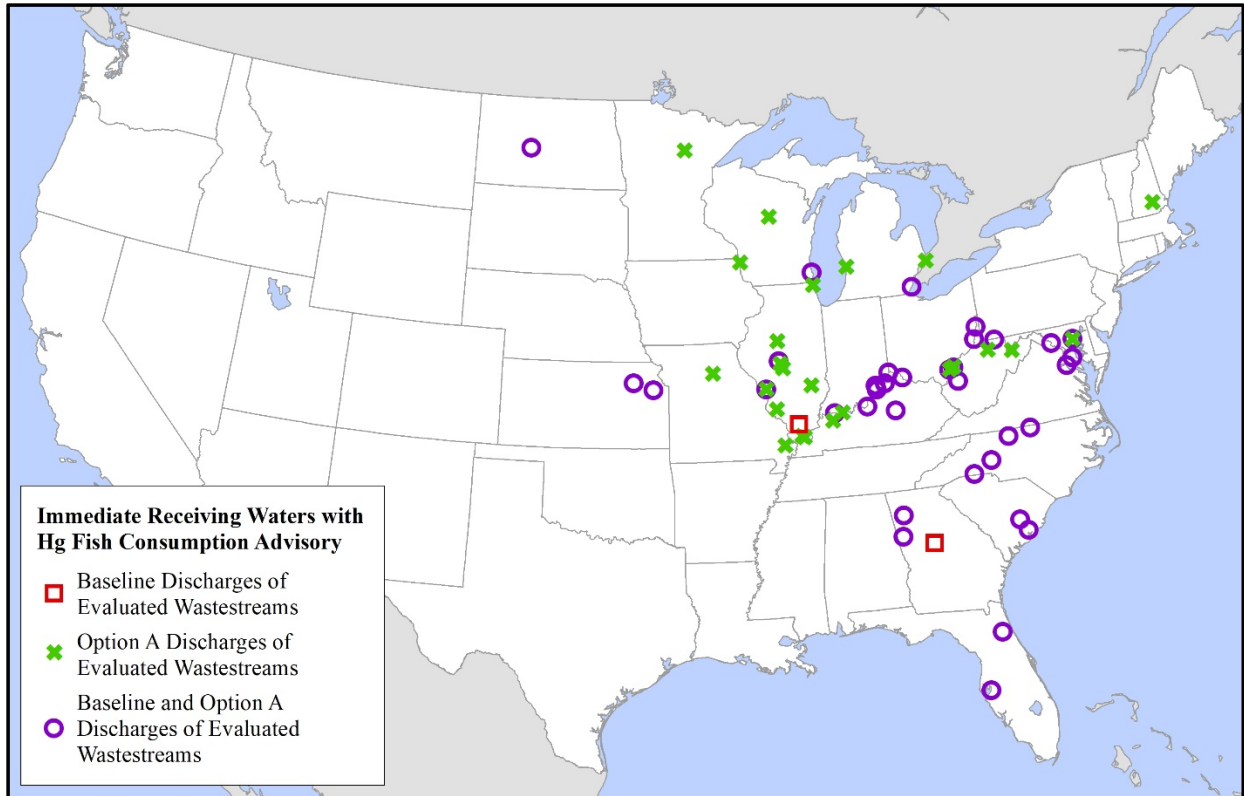 Immediate Receiving Waters with
Hg Fish Consumption Advisory
Baseline Discharges of
Evaluated Wastestreams
Option A Discharges of
Evaluated Wastestreams
Baseline and Option A
Discharges of Evaluated
Wastestreams